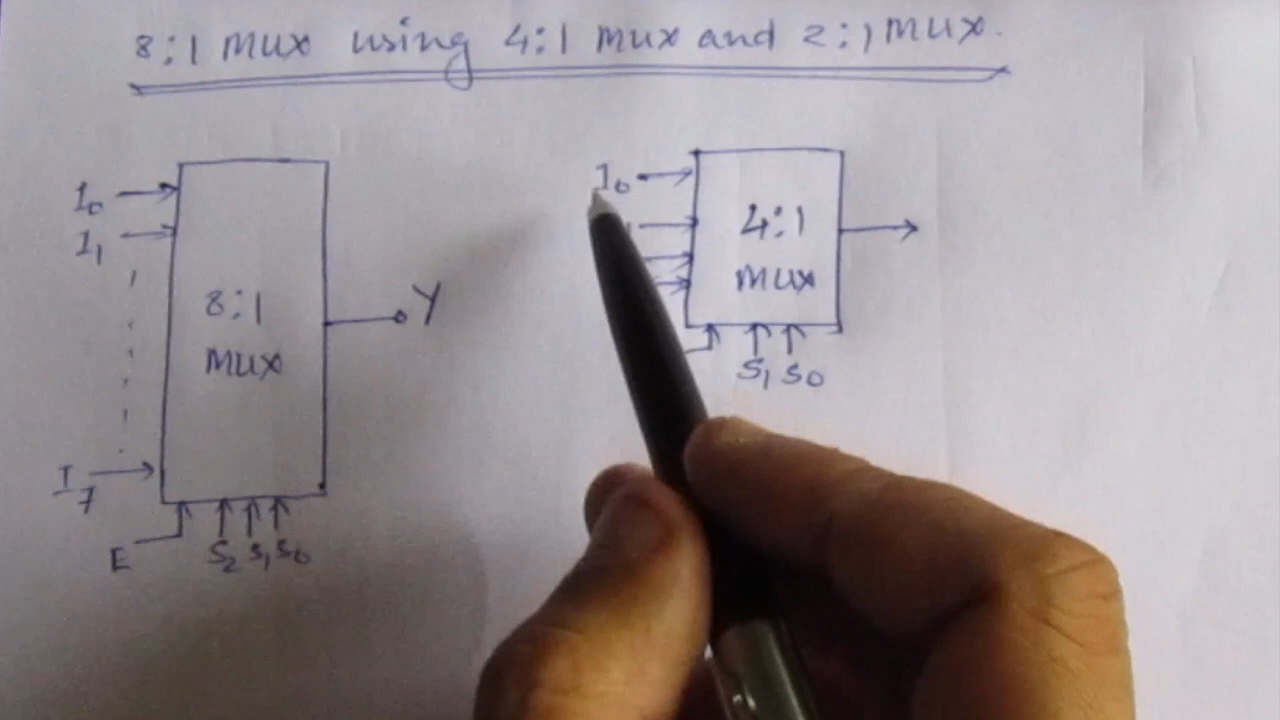 8:1 mux using 4:1 mux and 2:1 mux.
I₀
I₁
8:1
mux
Y
I₇
E
S₂ S₁ S₀
I₀
4:1
mux
S₁ S₀